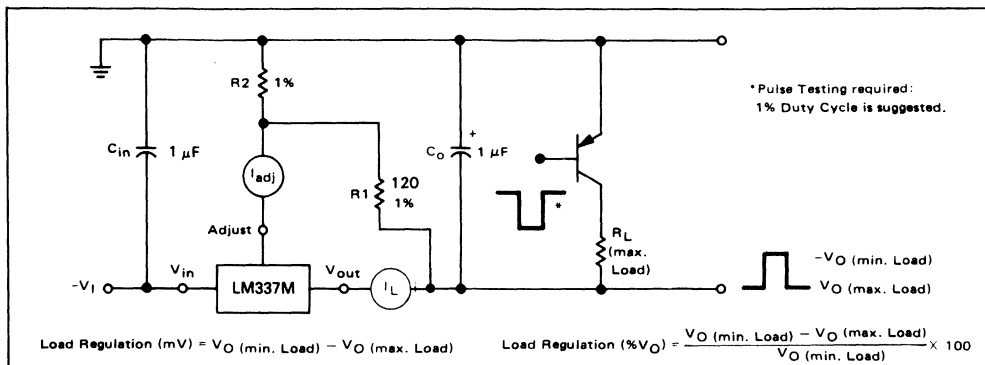 R2 1%
*Pulse Testing required:
1% Duty Cycle is suggested.
Cin 1 μF
Iadj
R1 120 1%
Co + 1 μF
*
Adjust
RL
(max.
Load)
-VI
Vin
LM337M
Vout
IL
-VO (min. Load)
VO (max. Load)
Load Regulation (mV) = VO (min. Load) - VO (max. Load)
Load Regulation (%VO) = VO (min. Load) - VO (max. Load) / VO (min. Load) × 100